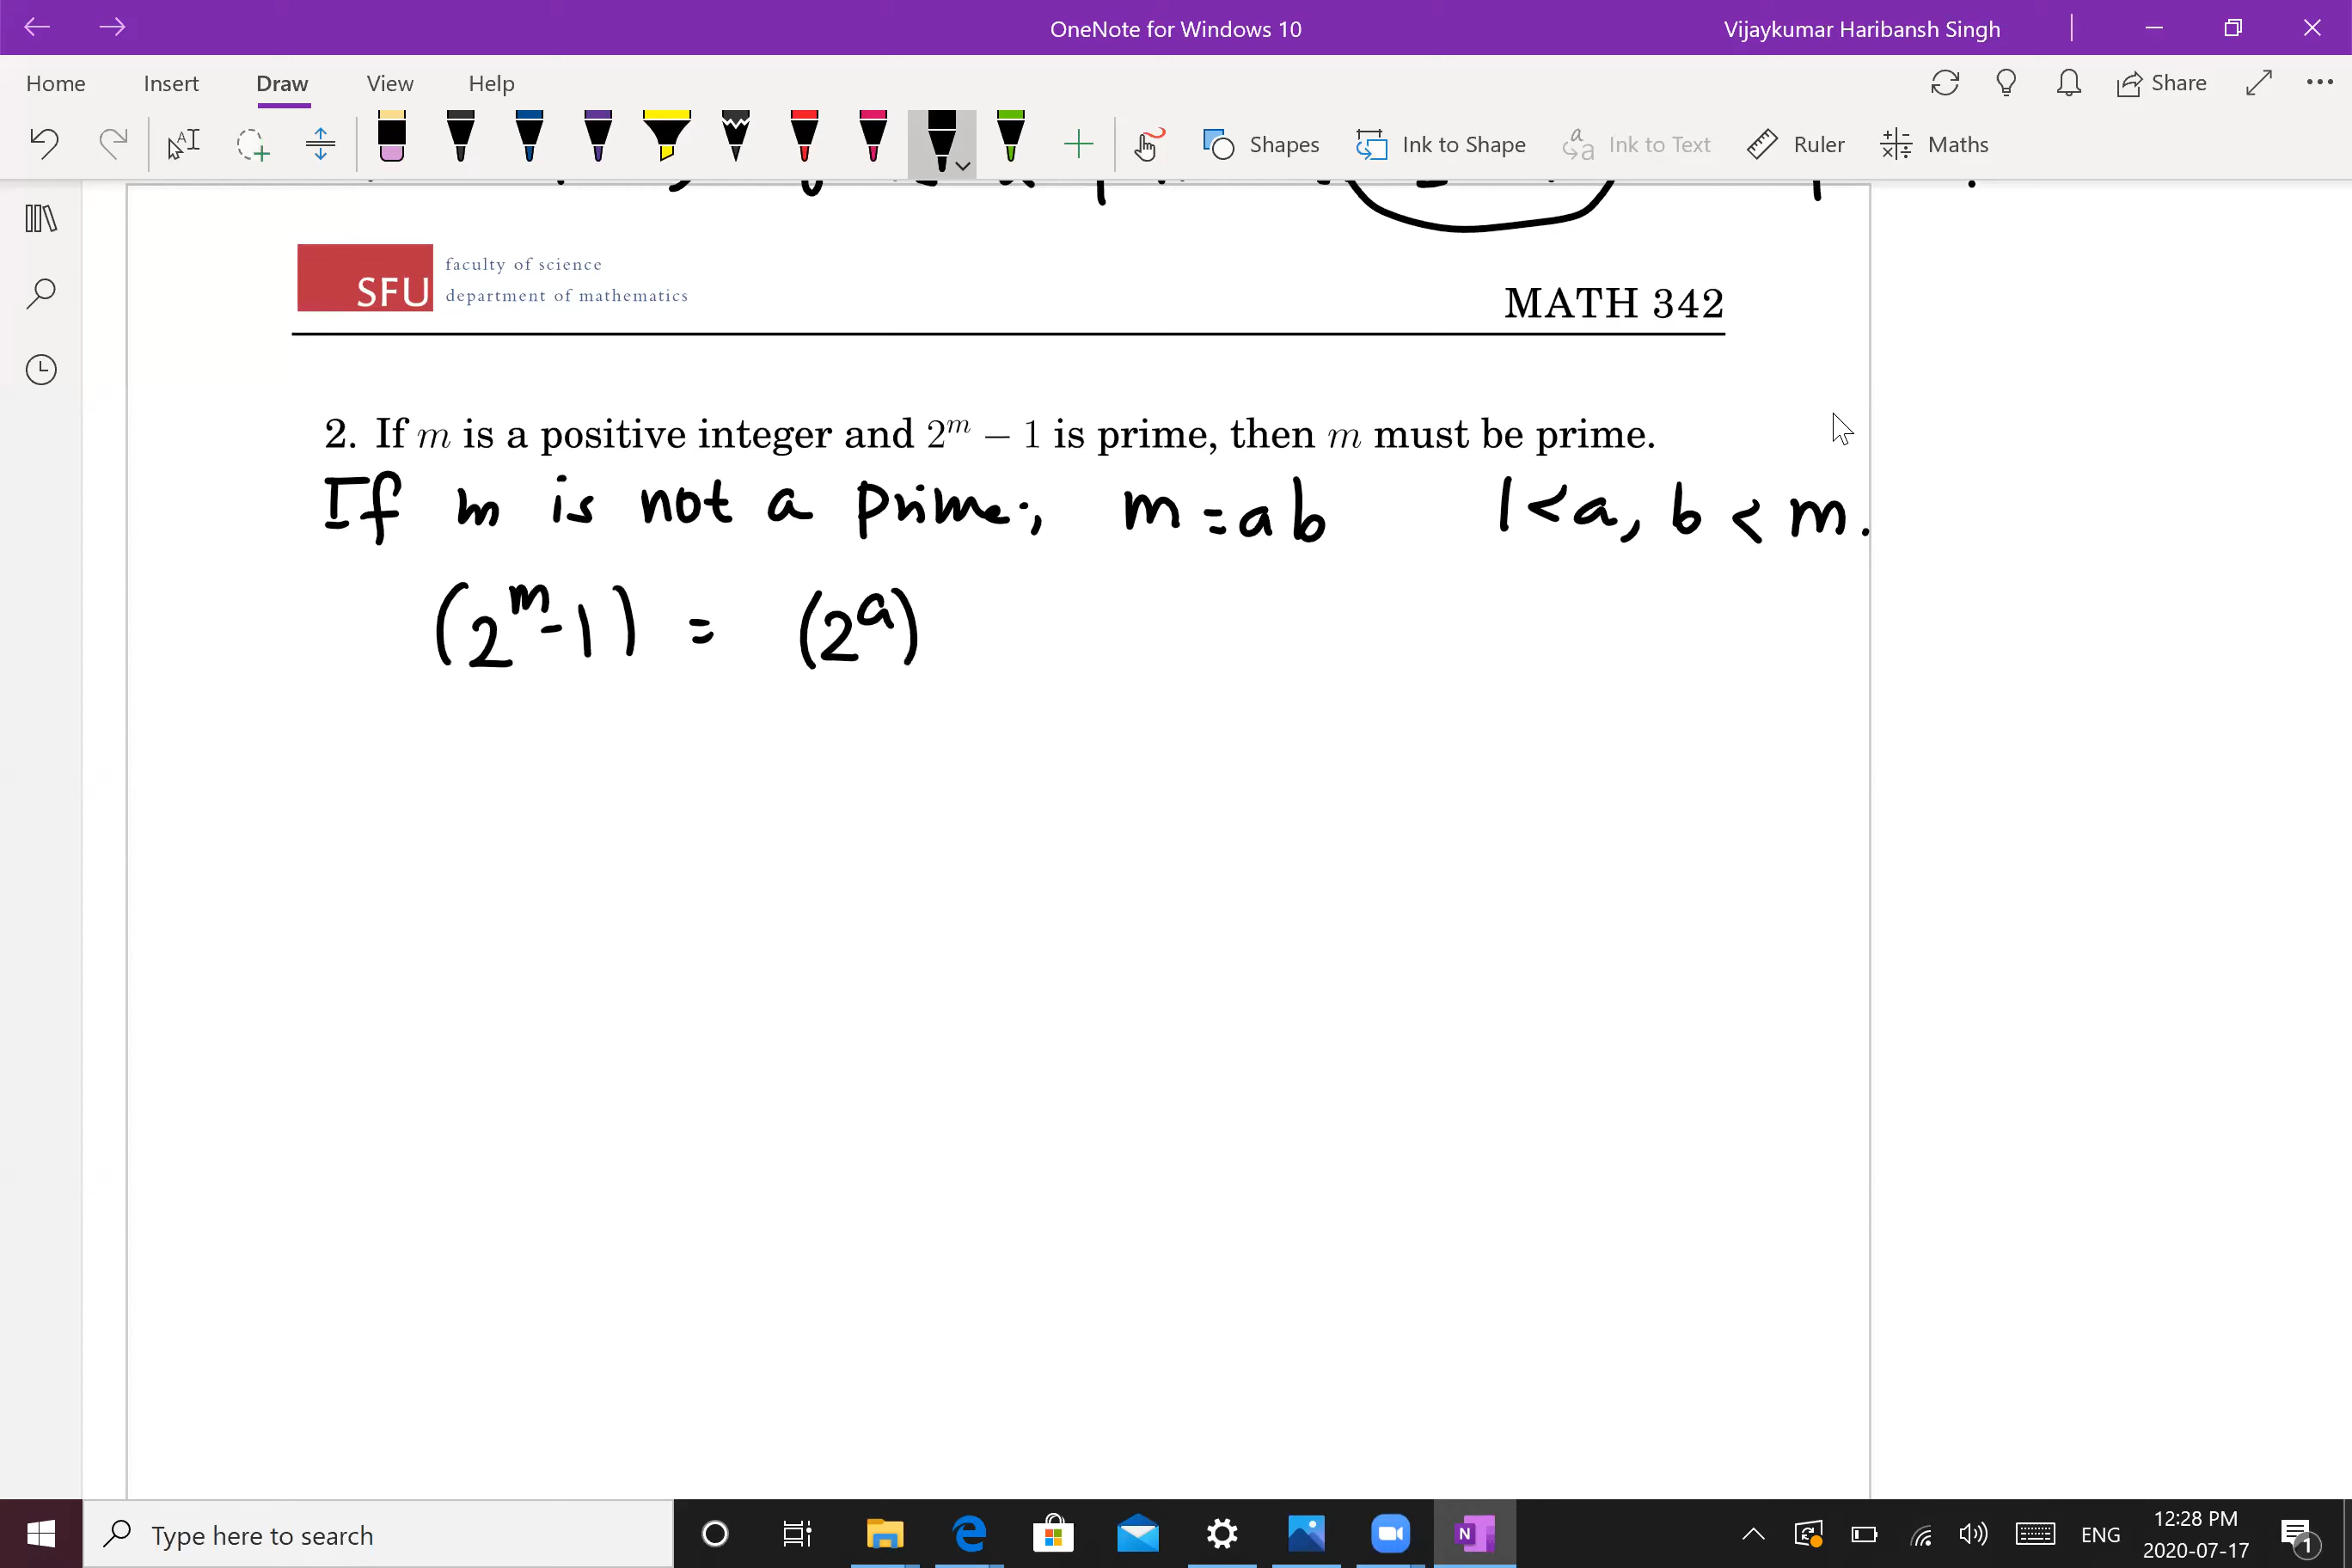 OneNote for Windows 10 Vijaykumar Haribansh Singh
Home Insert Draw View Help Share
Shapes Ink to Shape Ink to Text Ruler Maths
SFU faculty of science
department of mathematics
MATH 342
2. If m is a positive integer and 2^m − 1 is prime, then m must be prime.
If m is not a prime; m = ab 1 < a, b < m.
(2^m - 1) = (2^a)
Type here to search
ENG 12:28 PM
2020-07-17
1